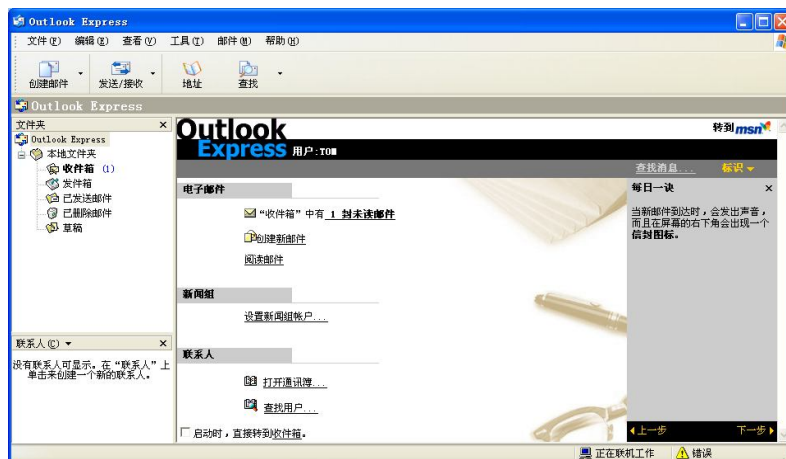 Outlook Express
文件(F) 编辑(E) 查看(V) 工具(T) 邮件(M) 帮助(H)
创建邮件 发送/接收 地址 查找
Outlook Express
文件夹 ×
Outlook Express
本地文件夹
收件箱 (1)
发件箱
已发送邮件
已删除邮件
草稿
联系人(C) ×
没有联系人可显示。在“联系人”上
单击来创建一个新的联系人。
Outlook
Express 用户:TOM
转到 msn
查找消息... 标识
电子邮件
“收件箱”中有 1 封未读邮件
创建新邮件
阅读邮件
新闻组
设置新闻组帐户...
联系人
打开通讯簿...
查找用户...
启动时，直接转到收件箱。
每日一诀 ×
当新邮件到达时，会发出声音，
而且在屏幕的右下角会出现一个
信封图标。
上一步 下一步
正在联机工作 错误